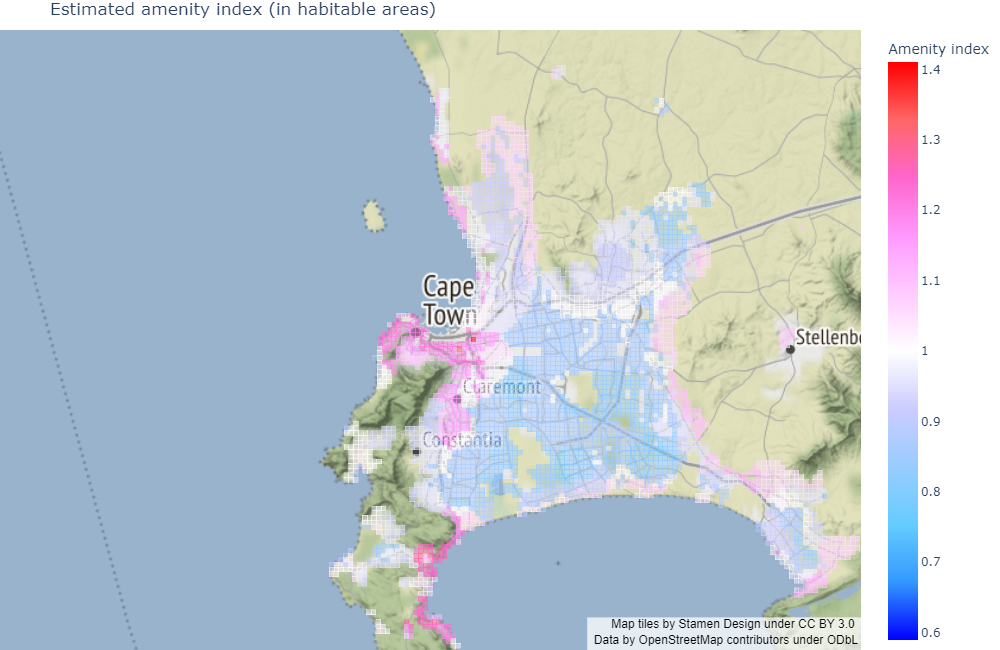 Estimated amenity index (in habitable areas)
Amenity index
1.4
1.3
1.2
1.1
1
0.9
0.8
0.7
0.6
Cape
Town
Stellenbo
Claremont
Constantia
Map tiles by Stamen Design under CC BY 3.0
Data by OpenStreetMap contributors under ODbL